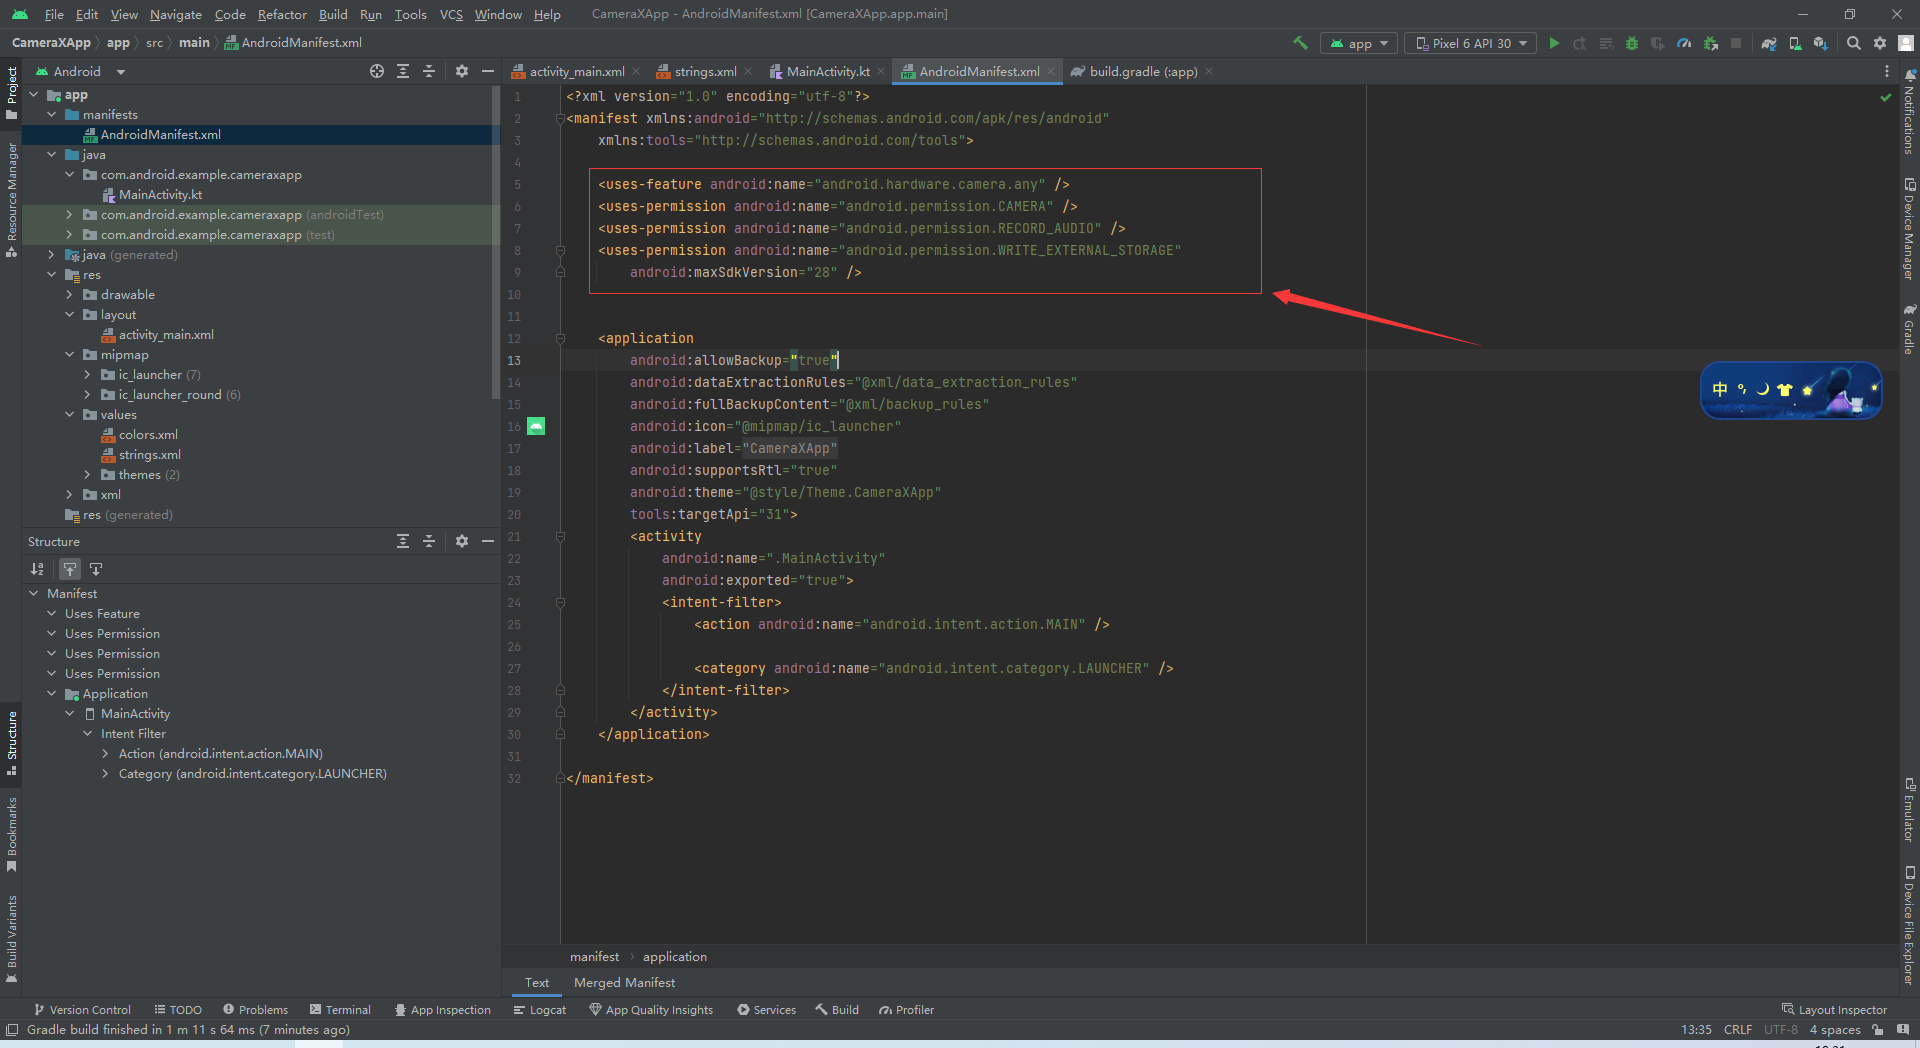 File Edit View Navigate Code Refactor Build Run Tools VCS Window Help CameraXApp - AndroidManifest.xml [CameraXApp.app.main]
CameraXApp app src main AndroidManifest.xml app Pixel 6 API 30
Project
Resource Manager
Structure
Bookmarks
Build Variants
Android
app
manifests
AndroidManifest.xml
java
com.android.example.cameraxapp
MainActivity.kt
com.android.example.cameraxapp (androidTest)
com.android.example.cameraxapp (test)
java (generated)
res
drawable
layout
activity_main.xml
mipmap
ic_launcher (7)
ic_launcher_round (6)
values
colors.xml
strings.xml
themes (2)
xml
res (generated)
Structure
Manifest
Uses Feature
Uses Permission
Uses Permission
Uses Permission
Application
MainActivity
Intent Filter
Action (android.intent.action.MAIN)
Category (android.intent.category.LAUNCHER)
activity_main.xml strings.xml MainActivity.kt AndroidManifest.xml build.gradle (:app)
1 <?xml version="1.0" encoding="utf-8"?>
2 <manifest xmlns:android="http://schemas.android.com/apk/res/android"
3 xmlns:tools="http://schemas.android.com/tools">
4
5 <uses-feature android:name="android.hardware.camera.any" />
6 <uses-permission android:name="android.permission.CAMERA" />
7 <uses-permission android:name="android.permission.RECORD_AUDIO" />
8 <uses-permission android:name="android.permission.WRITE_EXTERNAL_STORAGE"
9 android:maxSdkVersion="28" />
10
11
12 <application
13 android:allowBackup="true"
14 android:dataExtractionRules="@xml/data_extraction_rules"
15 android:fullBackupContent="@xml/backup_rules"
16 android:icon="@mipmap/ic_launcher"
17 android:label="CameraXApp"
18 android:supportsRtl="true"
19 android:theme="@style/Theme.CameraXApp"
20 tools:targetApi="31">
21 <activity
22 android:name=".MainActivity"
23 android:exported="true">
24 <intent-filter>
25 <action android:name="android.intent.action.MAIN" />
26
27 <category android:name="android.intent.category.LAUNCHER" />
28 </intent-filter>
29 </activity>
30 </application>
31
32 </manifest>
中
manifest application
Text Merged Manifest
Notifications
Device Manager
Gradle
Emulator
Device File Explorer
Version Control TODO Problems Terminal App Inspection Logcat App Quality Insights Services Build Profiler Layout Inspector
Gradle build finished in 1 m 11 s 64 ms (7 minutes ago) 13:35 CRLF UTF-8 4 spaces